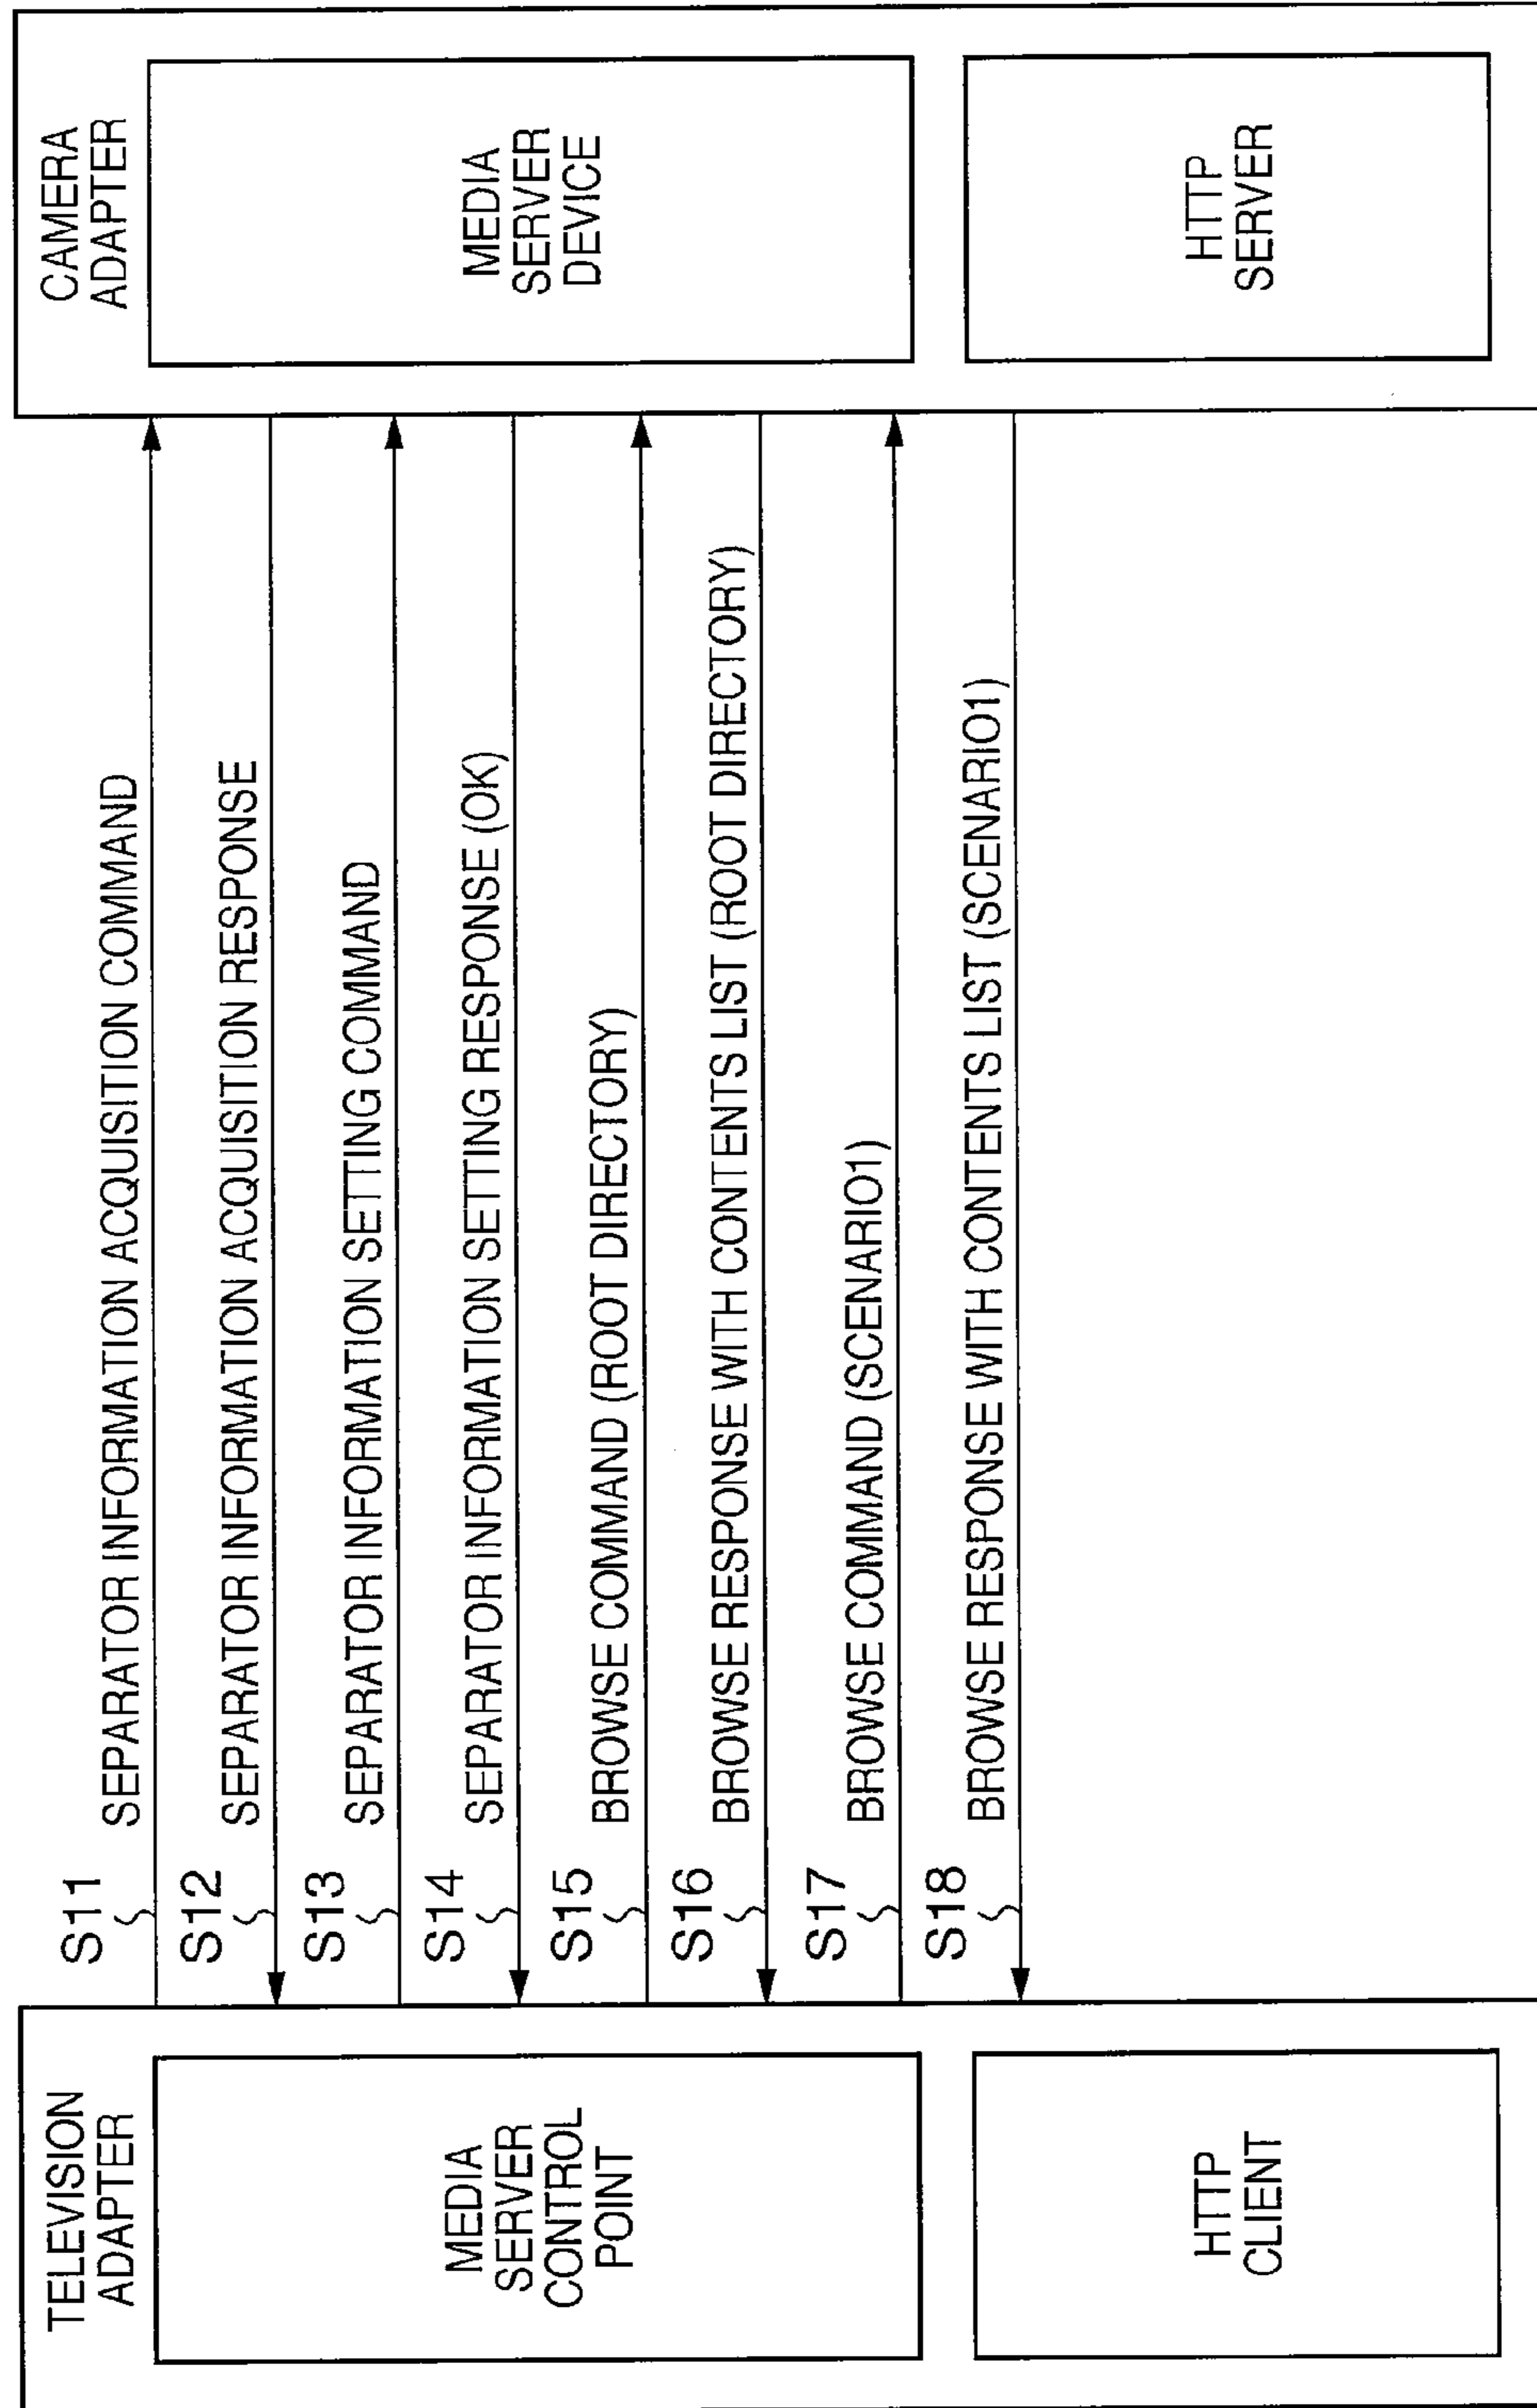 TELEVISION
ADAPTER
MEDIA
SERVER
CONTROL
POINT
HTTP
CLIENT
S11
SEPARATOR INFORMATION ACQUISITION COMMAND
S12
SEPARATOR INFORMATION ACQUISITION RESPONSE
S13
SEPARATOR INFORMATION SETTING COMMAND
S14
SEPARATOR INFORMATION SETTING RESPONSE (OK)
S15
BROWSE COMMAND (ROOT DIRECTORY)
S16
BROWSE RESPONSE WITH CONTENTS LIST (ROOT DIRECTORY)
S17
BROWSE COMMAND (SCENARIO1)
S18
BROWSE RESPONSE WITH CONTENTS LIST (SCENARIO1)
CAMERA
ADAPTER
MEDIA
SERVER
DEVICE
HTTP
SERVER